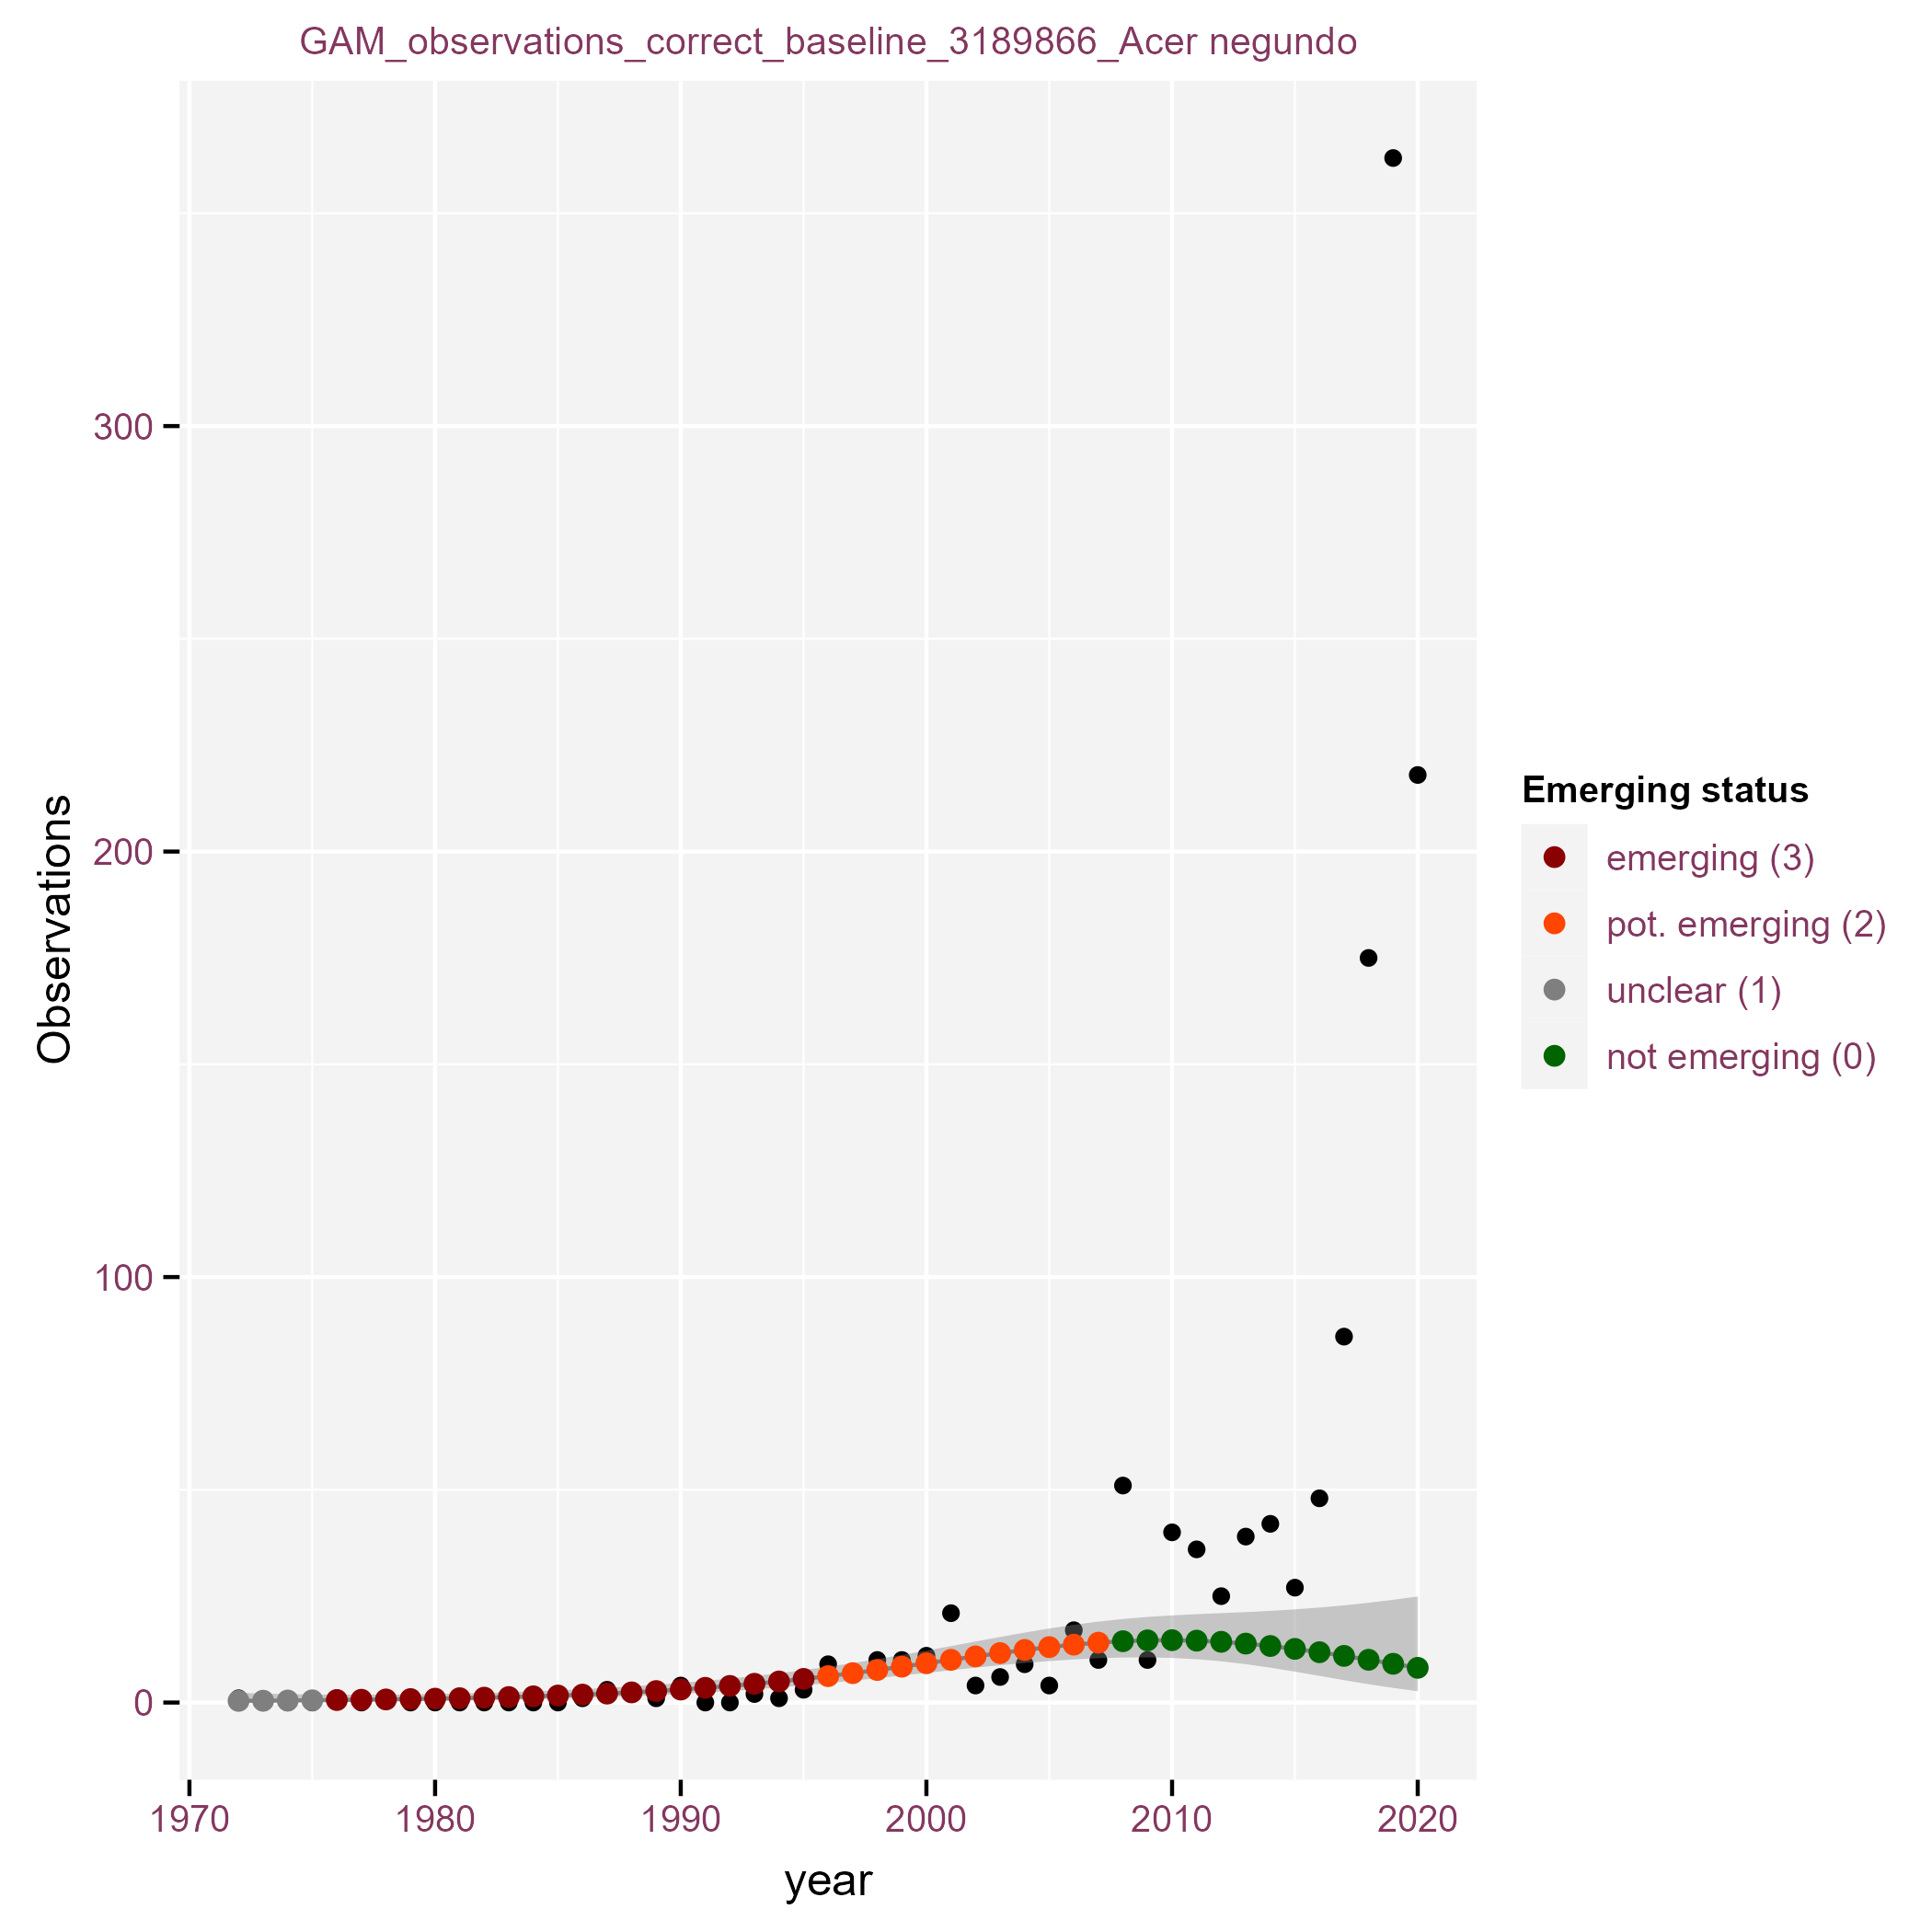 GAM_observations_correct_baseline_3189866_Acer negundo
Observations
300
200
100
0
1970 1980 1990 2000 2010 2020
year
Emerging status
emerging (3)
pot. emerging (2)
unclear (1)
not emerging (0)